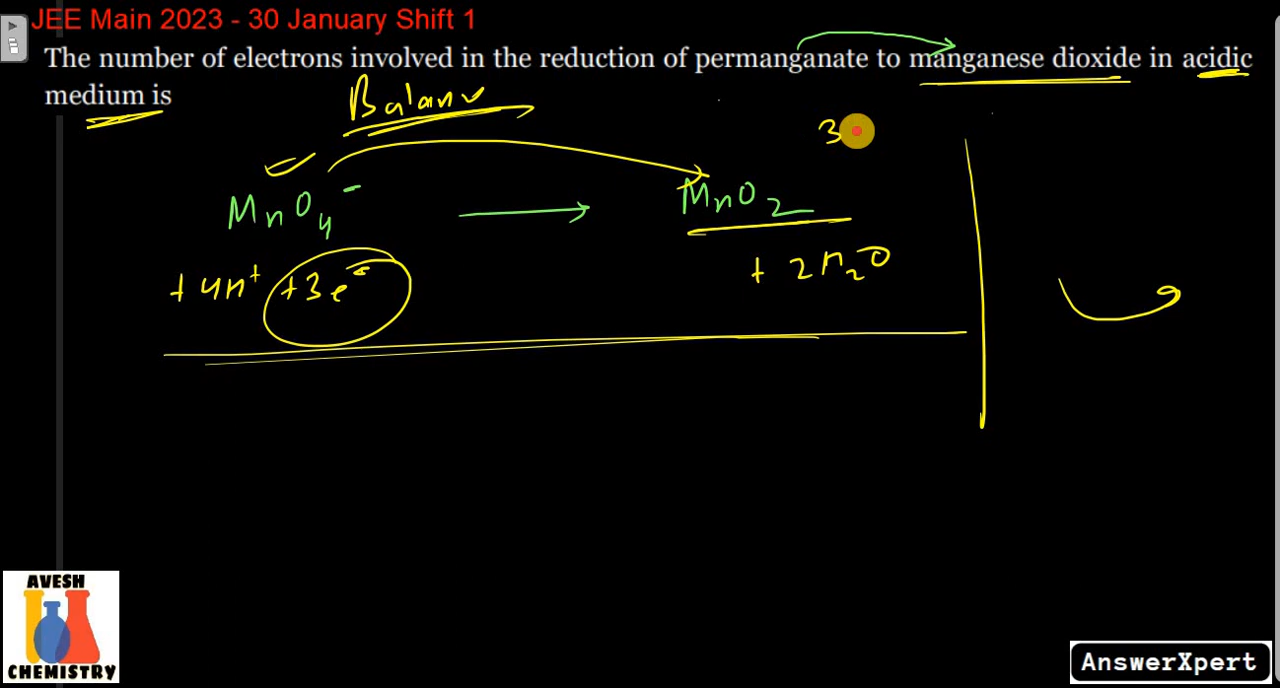 JEE Main 2023 - 30 January Shift 1
The number of electrons involved in the reduction of permanganate to manganese dioxide in acidic
medium is
Balanv
3
MnO4⁻ → MnO2
+4H⁺ +3e⁻ + 2H2O
AVESH
CHEMISTRY
AnswerXpert